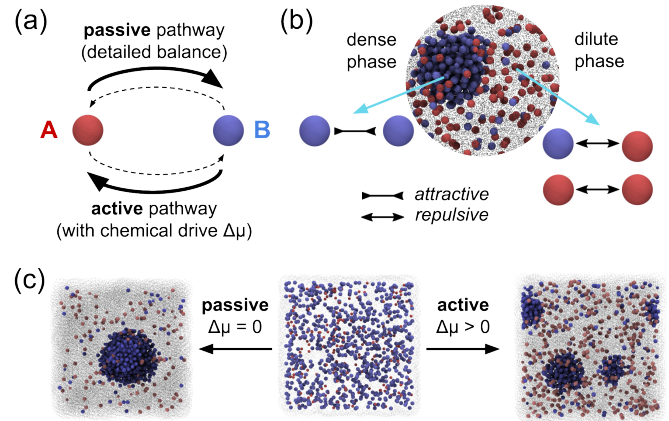 (a)
passive pathway
(detailed balance)
A
B
active pathway
(with chemical drive Δμ)
(b)
dense
phase
dilute
phase
attractive
repulsive
(c)
passive
Δμ = 0
active
Δμ > 0